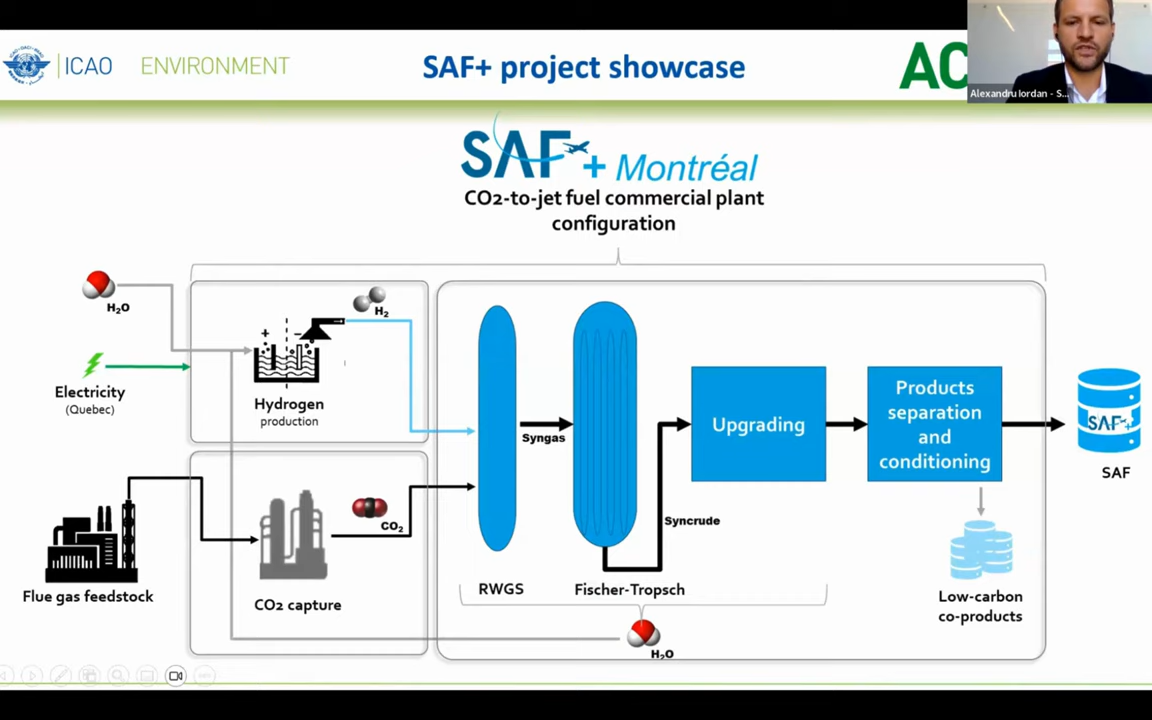 ICAO
ENVIRONMENT
SAF+ project showcase
AC
Alexandru Iordan - S...
SAF+ Montréal
CO2-to-jet fuel commercial plant
configuration
H₂O
Electricity
(Quebec)
H₂
+
-
Hydrogen
production
Flue gas feedstock
CO₂
CO2 capture
Syngas
RWGS
Syncrude
Fischer-Tropsch
H₂O
Upgrading
Products
separation
and
conditioning
SAF+
SAF
Low-carbon
co-products